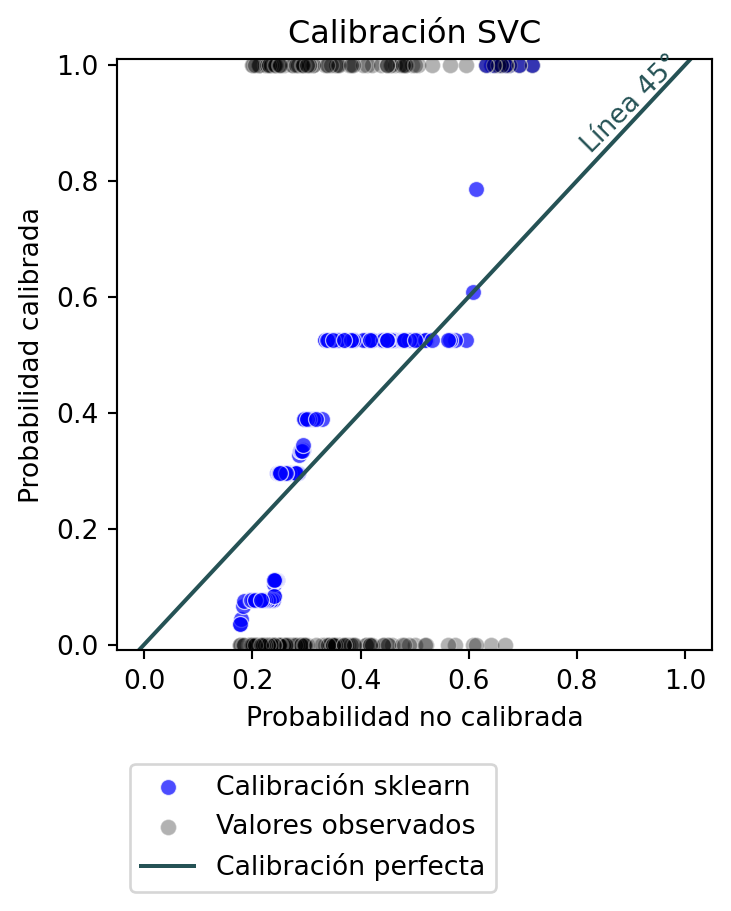 Calibración SVC
1.0
0.8
0.6
0.4
0.2
0.0
Probabilidad calibrada
Línea 45°
0.0 0.2 0.4 0.6 0.8 1.0
Probabilidad no calibrada
Calibración sklearn
Valores observados
Calibración perfecta